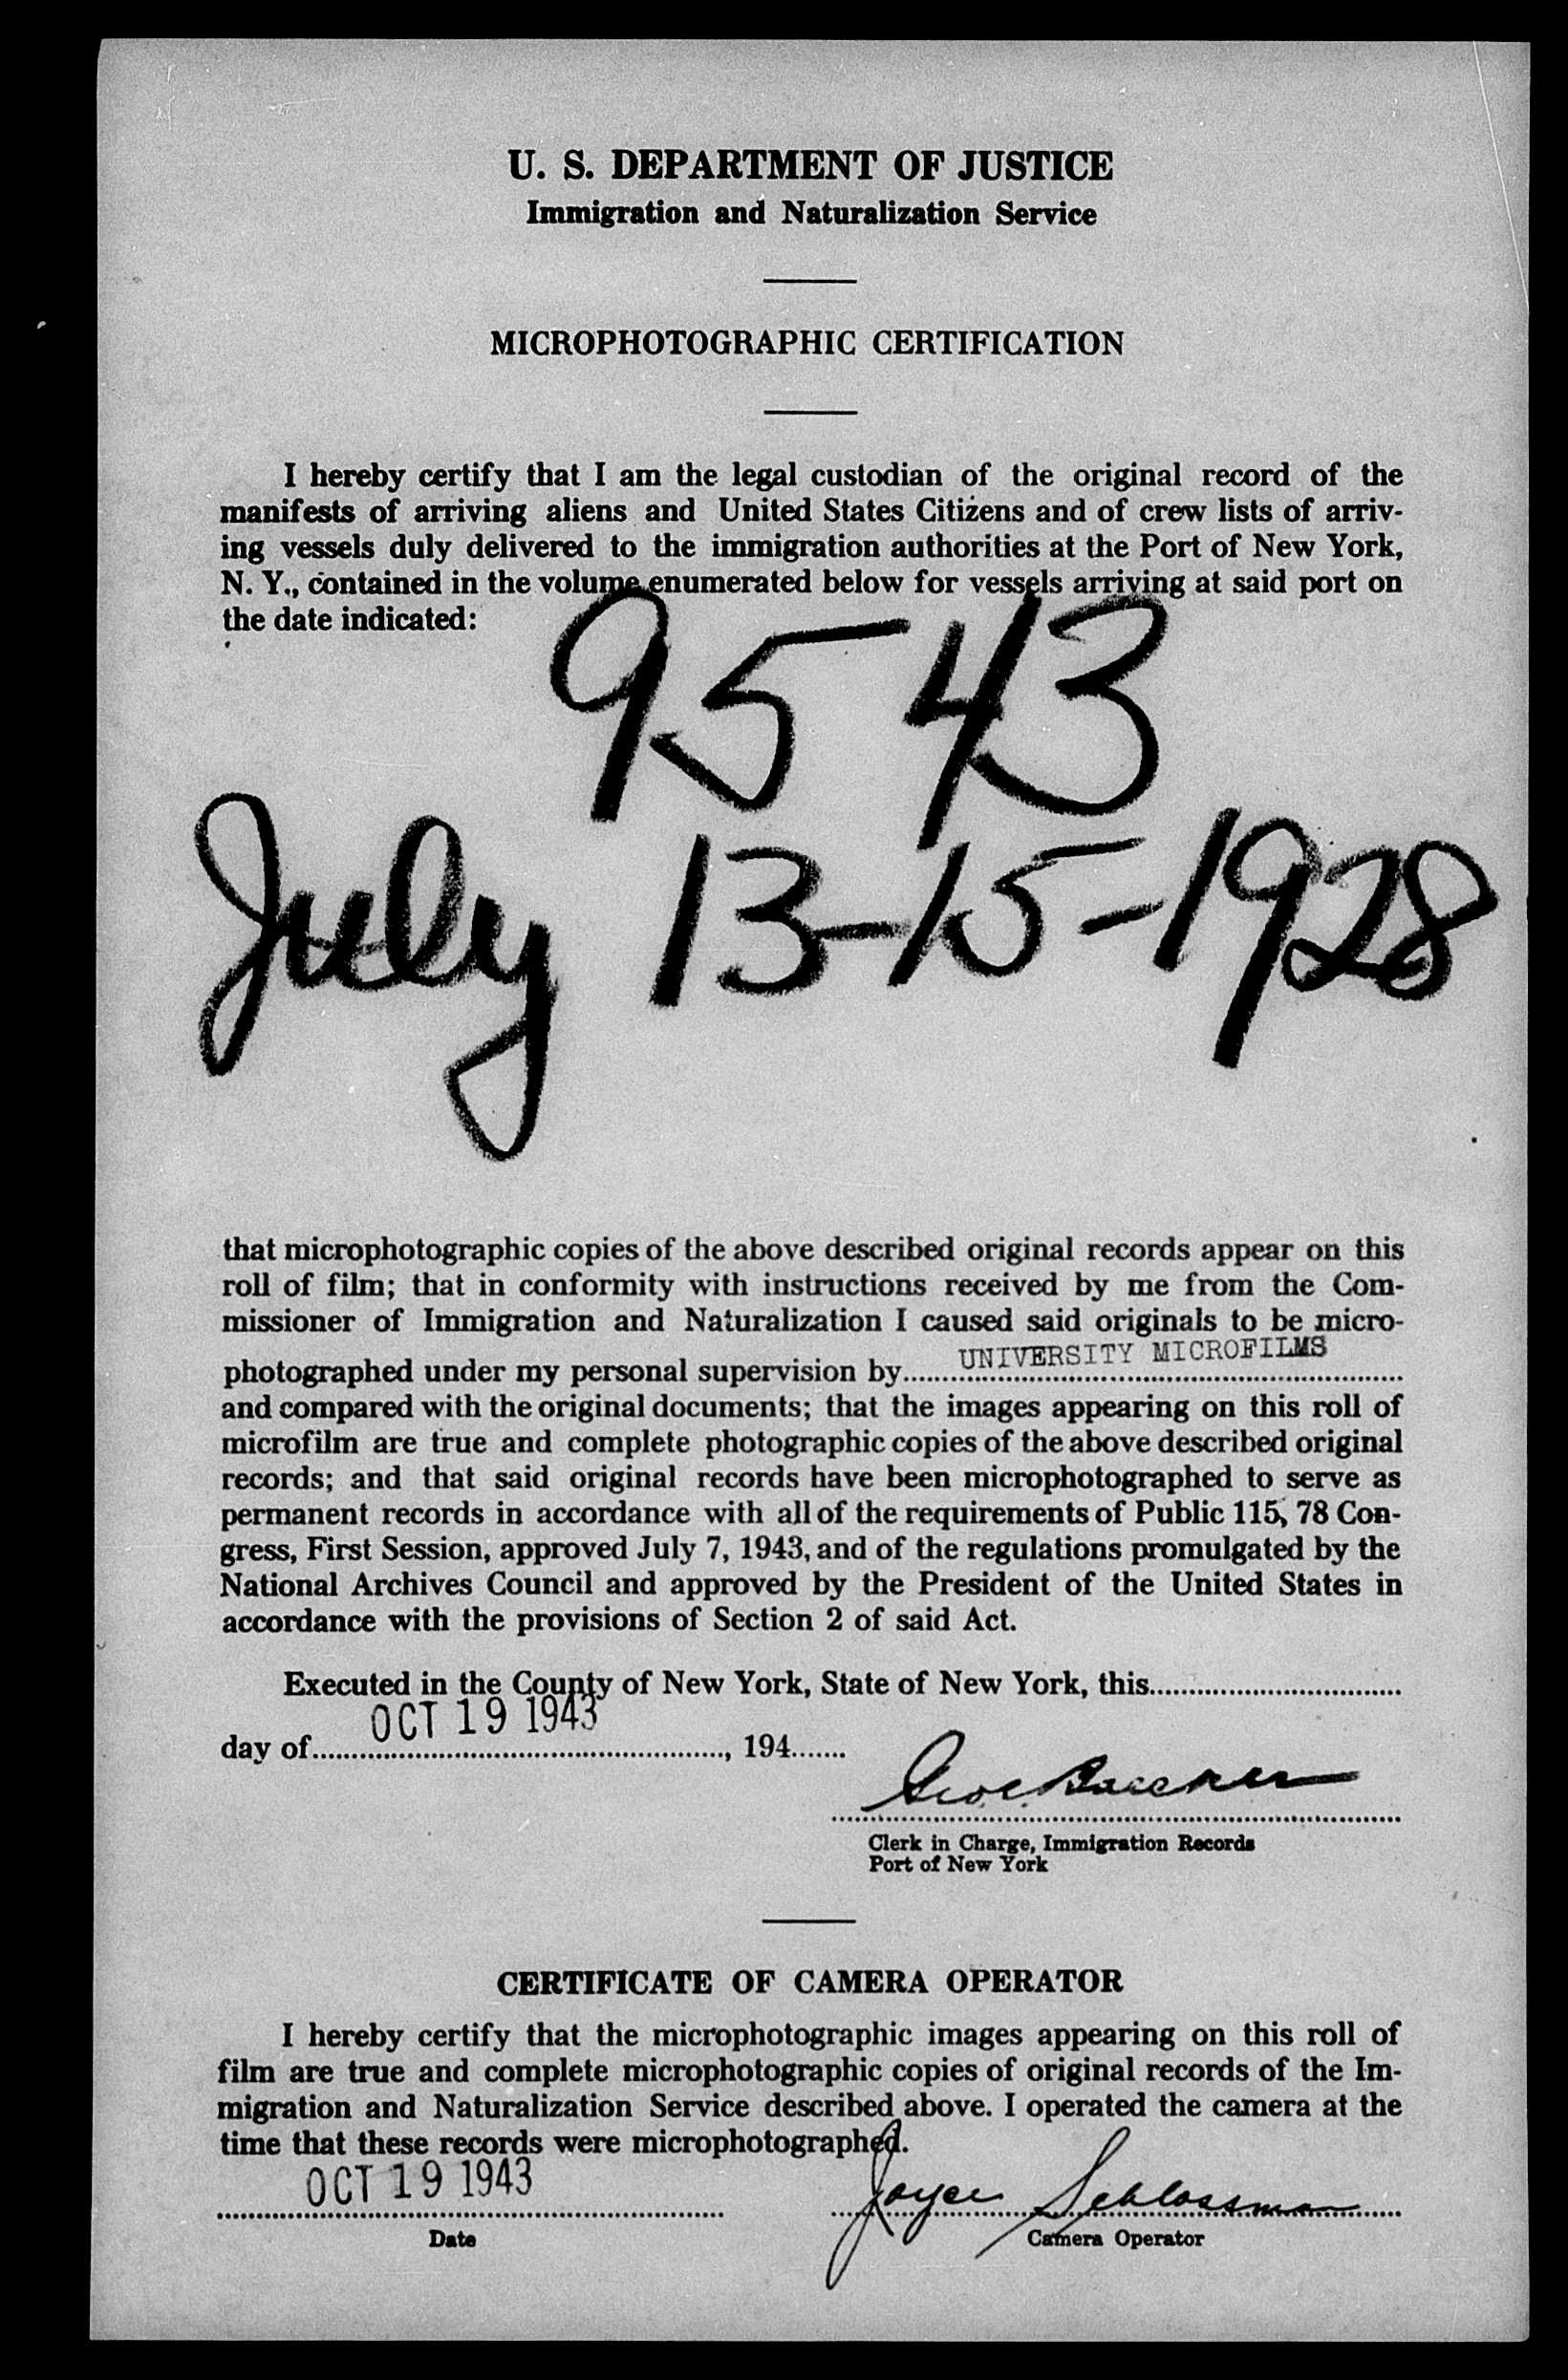 U. S. DEPARTMENT OF JUSTICE
Immigration and Naturalization Service
MICROPHOTOGRAPHIC CERTIFICATION
I hereby certify that I am the legal custodian of the original record of the
manifests of arriving aliens and United States Citizens and of crew lists of arriv-
ing vessels duly delivered to the immigration authorities at the Port of New York,
N. Y., contained in the volume enumerated below for vessels arriving at said port on
the date indicated:
9543
July 13-15-1928
that microphotographic copies of the above described original records appear on this
roll of film; that in conformity with instructions received by me from the Com-
missioner of Immigration and Naturalization I caused said originals to be micro-
photographed under my personal supervision by UNIVERSITY MICROFILMS
and compared with the original documents; that the images appearing on this roll of
microfilm are true and complete photographic copies of the above described original
records; and that said original records have been microphotographed to serve as
permanent records in accordance with all of the requirements of Public 115, 78 Con-
gress, First Session, approved July 7, 1943, and of the regulations promulgated by the
National Archives Council and approved by the President of the United States in
accordance with the provisions of Section 2 of said Act.
Executed in the County of New York, State of New York, this
day of OCT 19 1943, 194
Clerk in Charge, Immigration Records
Port of New York
CERTIFICATE OF CAMERA OPERATOR
I hereby certify that the microphotographic images appearing on this roll of
film are true and complete microphotographic copies of original records of the Im-
migration and Naturalization Service described above. I operated the camera at the
time that these records were microphotographed.
OCT 19 1943 Joyce Schlossman
Date Camera Operator